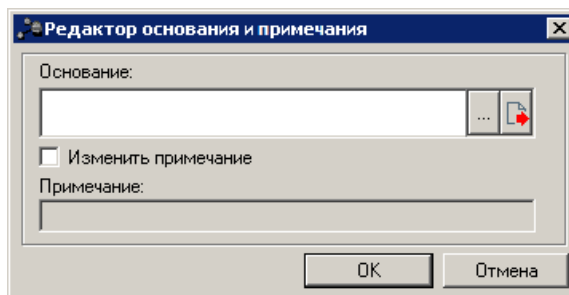 Редактор основания и примечания
Основание:
...
Изменить примечание
Примечание:
OK
Отмена